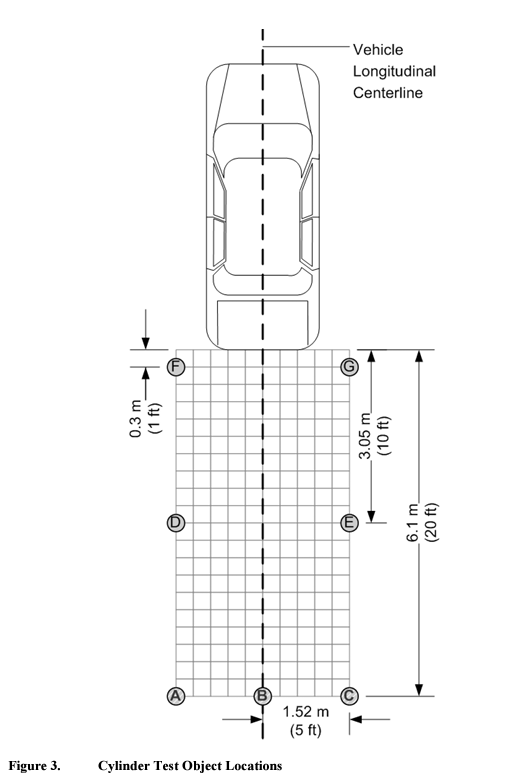 Vehicle
Longitudinal
Centerline
F
G
0.3 m
(1 ft)
3.05 m
(10 ft)
D
E
6.1 m
(20 ft)
A
B
C
1.52 m
(5 ft)
Figure 3. Cylinder Test Object Locations